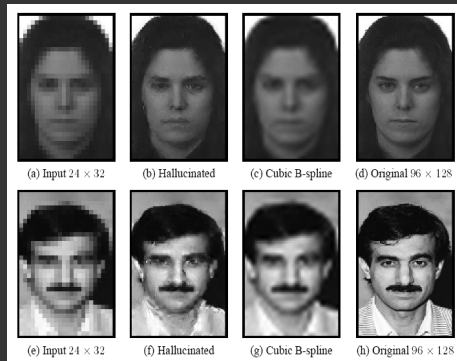 (a) Input 24 × 32 (b) Hallucinated (c) Cubic B-spline (d) Original 96 × 128
(e) Input 24 × 32 (f) Hallucinated (g) Cubic B-spline (h) Original 96 × 128